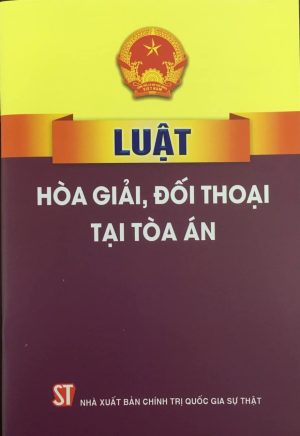 LUẬT
HÒA GIẢI, ĐỐI THOẠI
TẠI TÒA ÁN
ST NHÀ XUẤT BẢN CHÍNH TRỊ QUỐC GIA SỰ THẬT